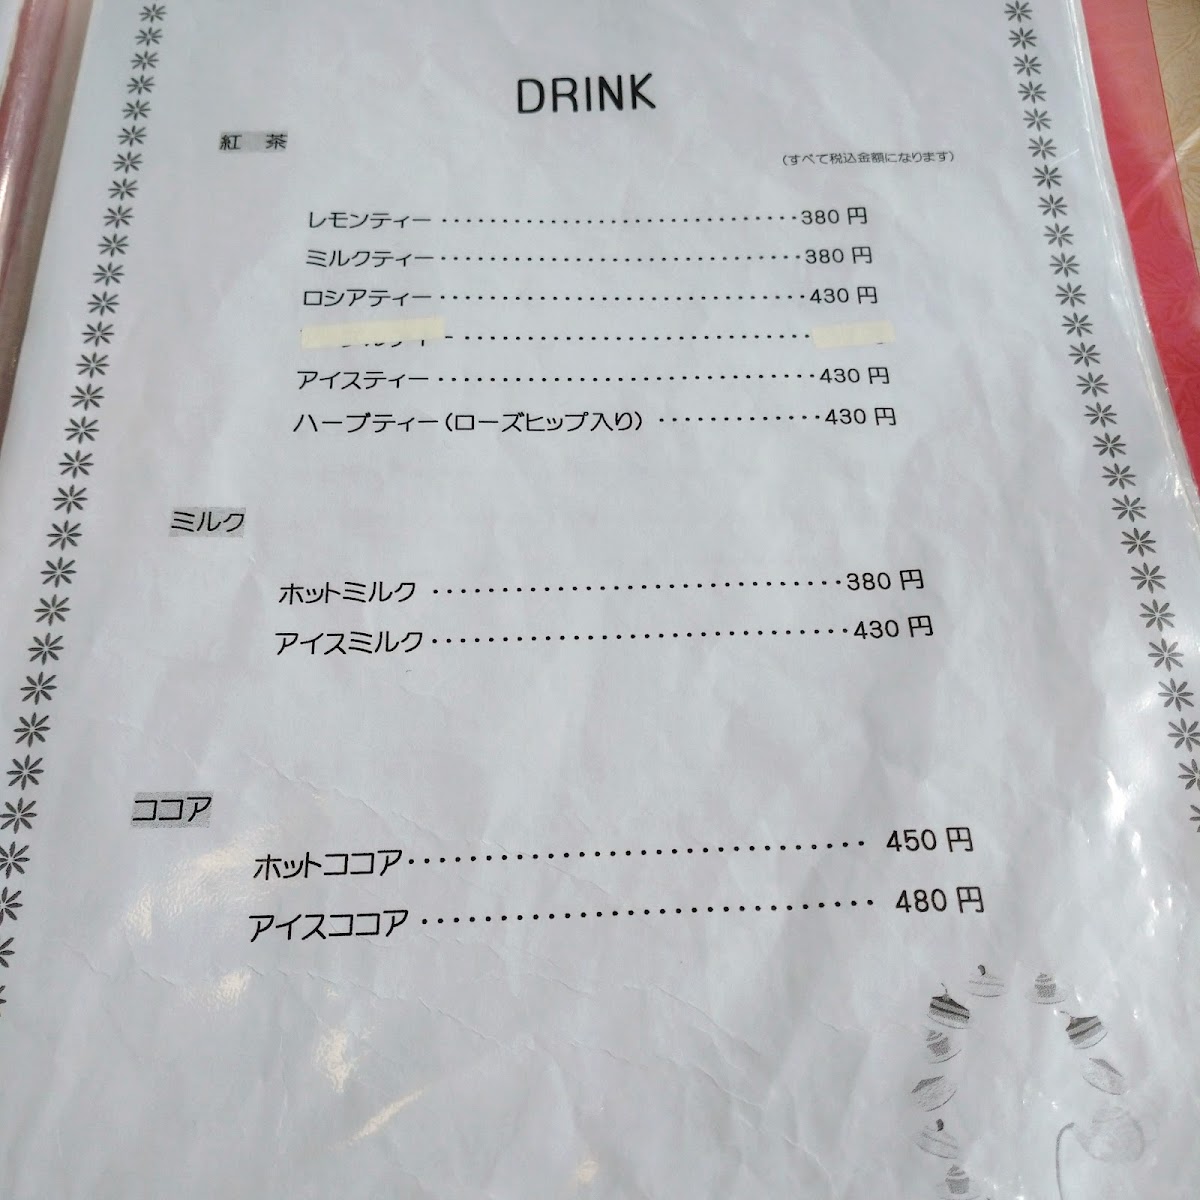 DRINK
紅 茶
(すべて税込金額になります)
レモンティー ······························ 380 円
ミルクティー ······························ 380 円
ロシアティー ······························ 430 円
アイスティー ······························ 430 円
ハーブティー（ローズヒップ入り） ·············· 430 円
ミルク
ホットミルク ······························ 380 円
アイスミルク ······························ 430 円
ココア
ホットココア ······························ 450 円
アイスココア ······························ 480 円